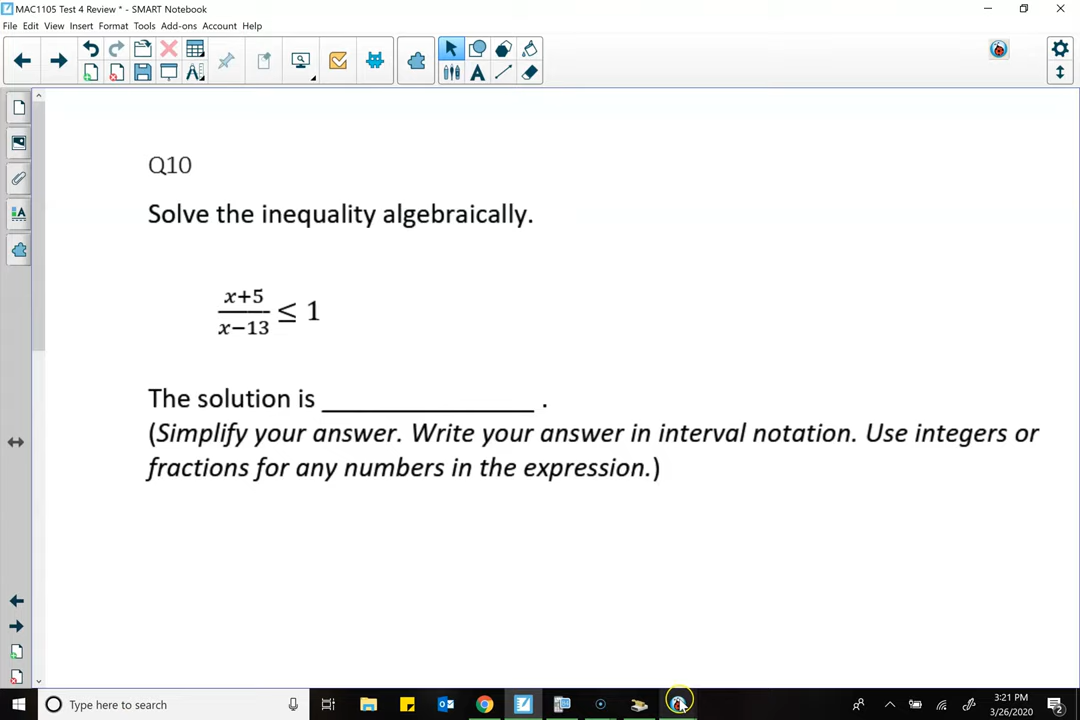 MAC1105 Test 4 Review * - SMART Notebook
File Edit View Insert Format Tools Add-ons Account Help
Q10
Solve the inequality algebraically.
x+5
x−13
≤ 1
The solution is ________________ .
(Simplify your answer. Write your answer in interval notation. Use integers or
fractions for any numbers in the expression.)
Type here to search
3:21 PM
3/26/2020
2